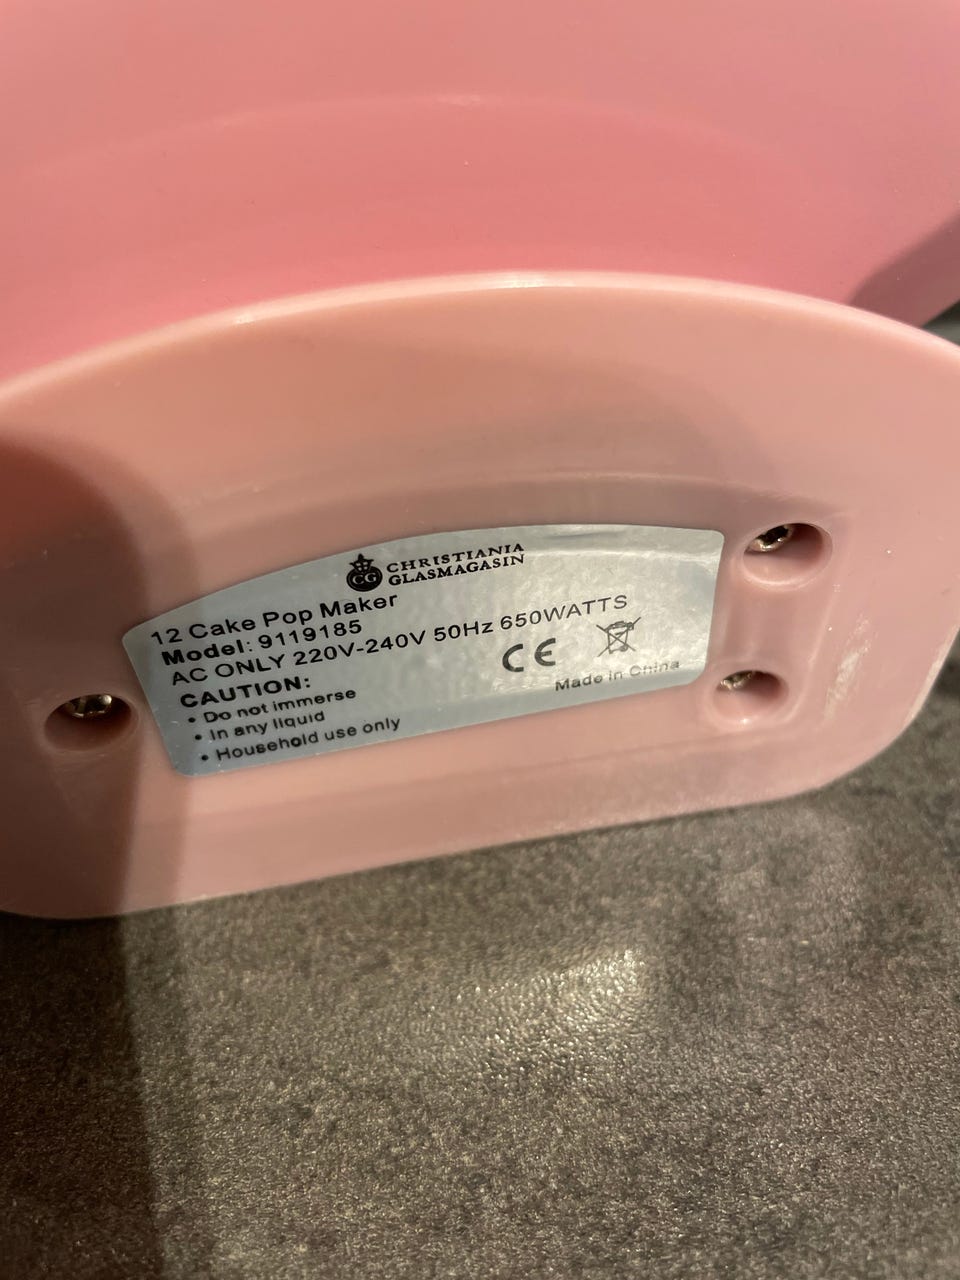 CG
CHRISTIANIA
GLASMAGASIN
12 Cake Pop Maker
Model: 9119185
AC ONLY 220V-240V 50Hz 650WATTS
CE
CAUTION:
• Do not immerse
• In any liquid
• Household use only
Made in China